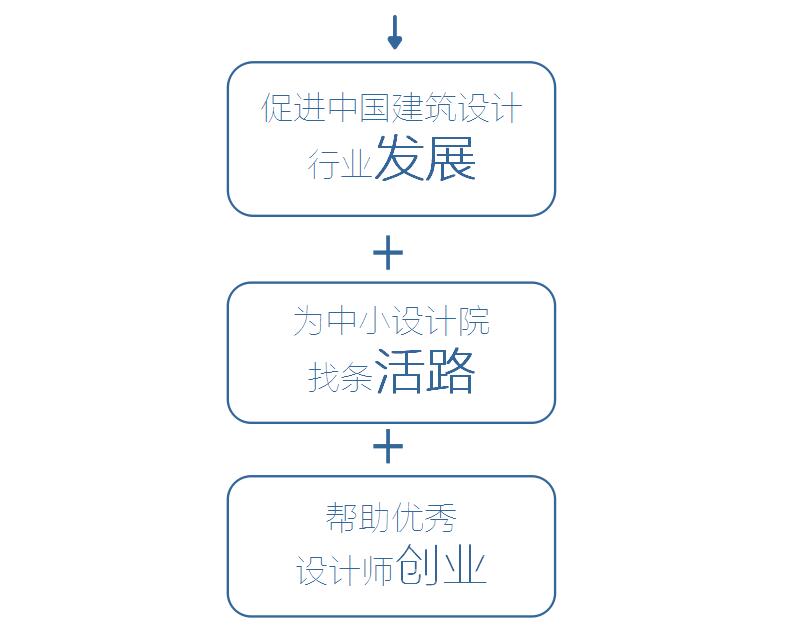 促进中国建筑设计
行业发展
+
为中小设计院
找条活路
+
帮助优秀
设计师创业